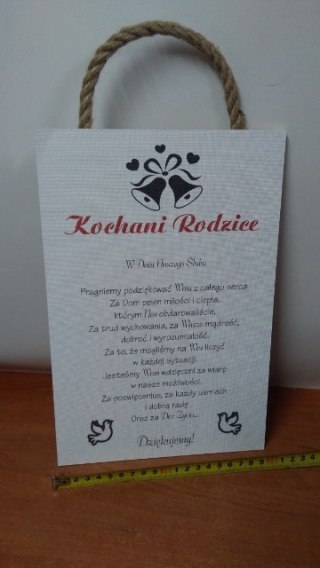 Kochani Rodzice
W Dniu Naszego Ślubu
Pragniemy podziękować Wam z całego serca
Za Dom pełen miłości i ciepła,
którym Nas obdarowaliście,
Za trud wychowania, za Waszą mądrość,
dobroć i wyrozumiałość.
Za to, że mogliśmy na Was liczyć
w każdej sytuacji.
Jesteśmy Wam wdzięczni za wiarę
w nasze możliwości.
Za poświęcenie, za każdy uśmiech
i dobrą radę
Oraz za Dar Życia...
Dziękujemy!